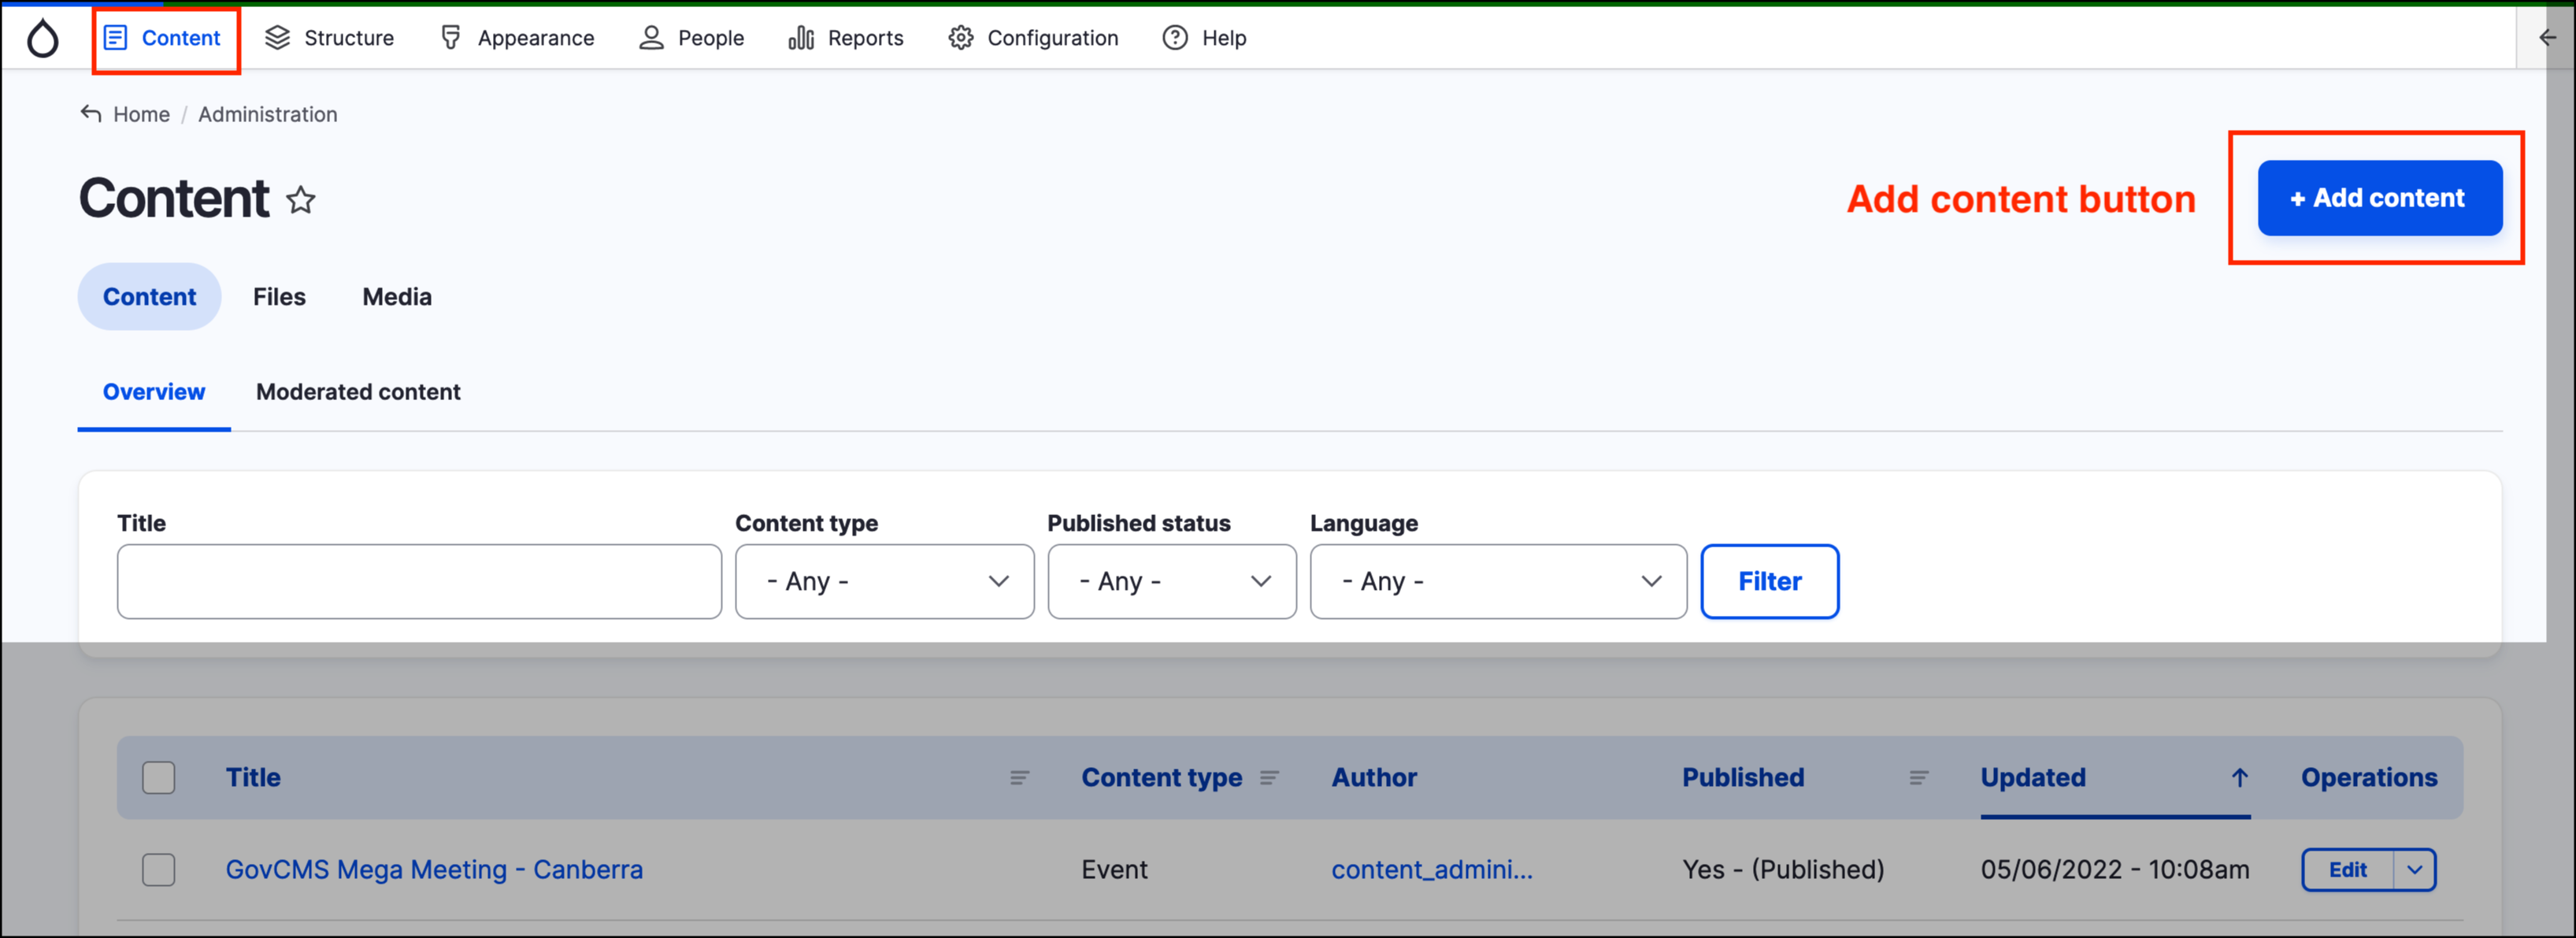 Content Structure Appearance People Reports Configuration Help
Home / Administration
Content
Add content button
+ Add content
Content Files Media
Overview Moderated content
Title Content type Published status Language
- Any - - Any - - Any - Filter
Title Content type Author Published Updated Operations
GovCMS Mega Meeting - Canberra Event content_admini... Yes - (Published) 05/06/2022 - 10:08am Edit